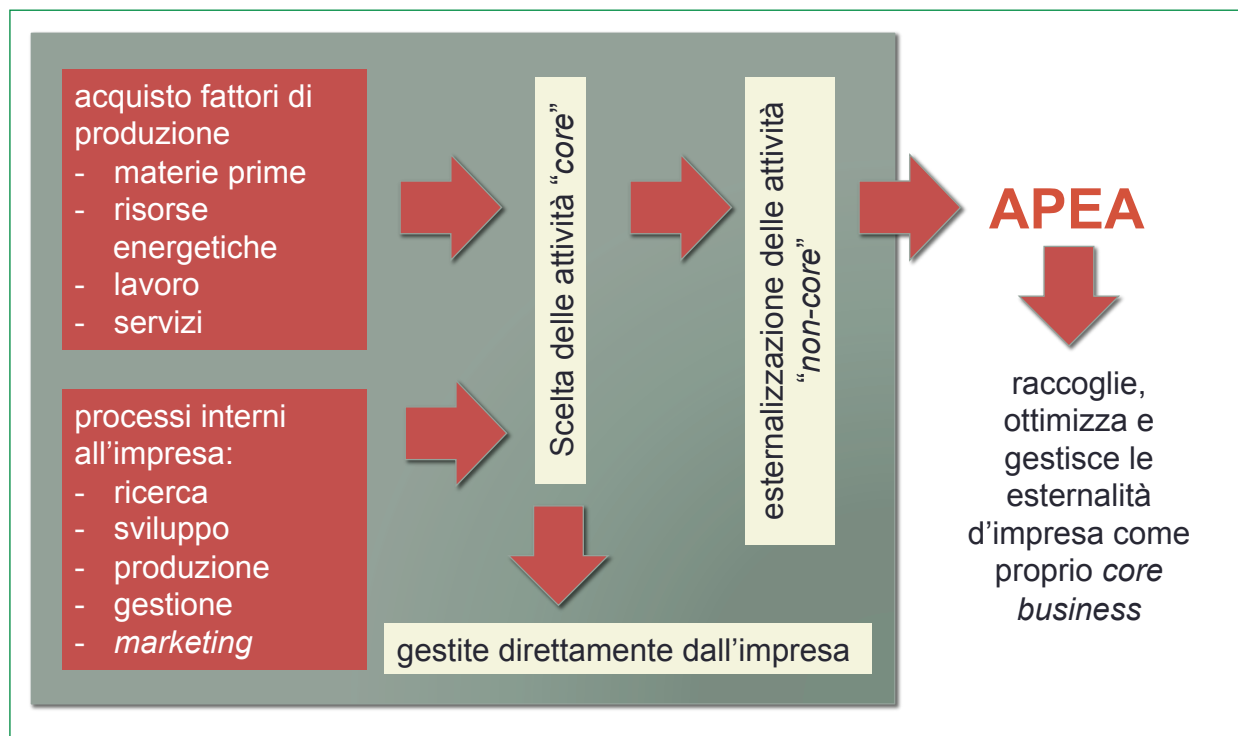 acquisto fattori di
produzione
- materie prime
- risorse
energetiche
- lavoro
- servizi
processi interni
all’impresa:
- ricerca
- sviluppo
- produzione
- gestione
- marketing
Scelta delle attività “core”
gestite direttamente dall’impresa
esternalizzazione delle attività
“non-core”
APEA
raccoglie,
ottimizza e
gestisce le
esternalità
d’impresa come
proprio core
business